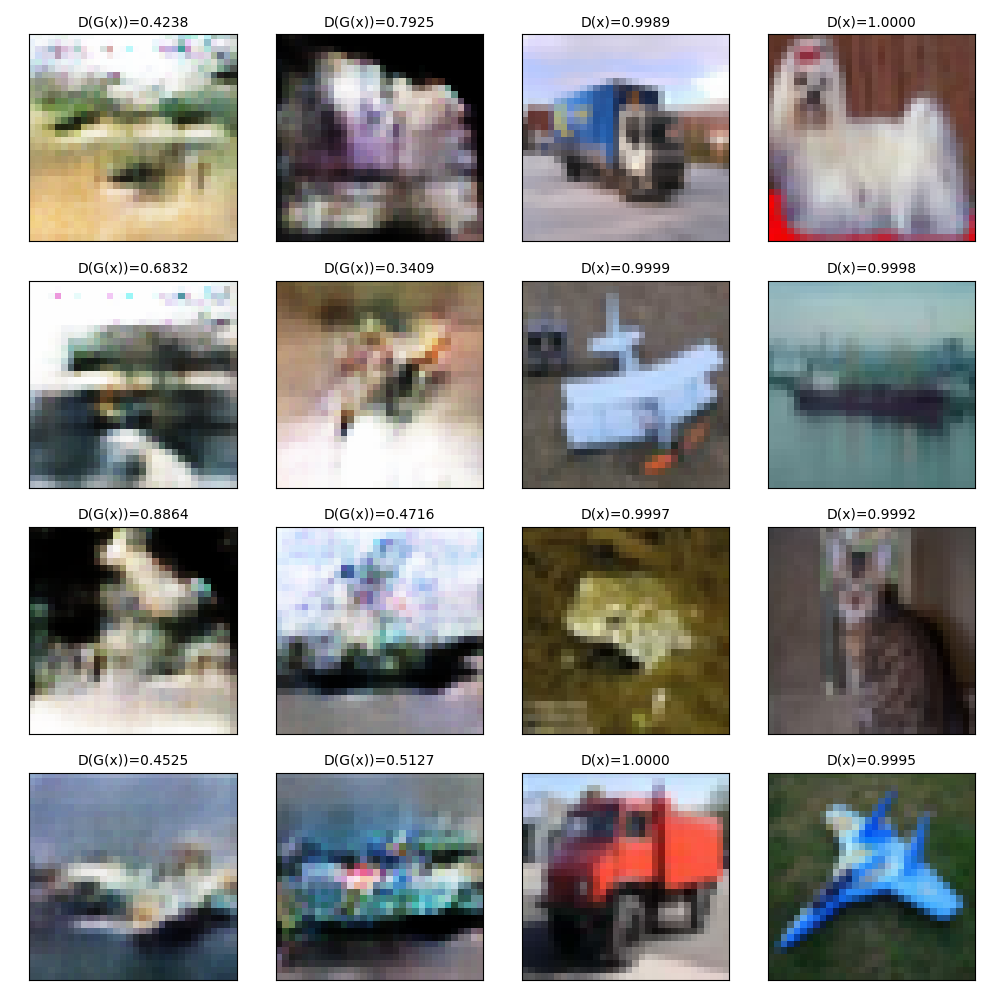 D(G(x))=0.4238
D(G(x))=0.7925
D(x)=0.9989
D(x)=1.0000
D(G(x))=0.6832
D(G(x))=0.3409
D(x)=0.9999
D(x)=0.9998
D(G(x))=0.8864
D(G(x))=0.4716
D(x)=0.9997
D(x)=0.9992
D(G(x))=0.4525
D(G(x))=0.5127
D(x)=1.0000
D(x)=0.9995